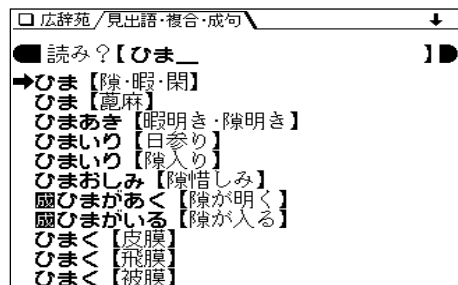 広辞苑/見出語・複合・成句
読み?【ひま__ 】
ひま【隙・暇・閑】
ひま【蓖麻】
ひまあき【暇明き・隙明き】
ひまいり【日参り】
ひまいり【隙入り】
ひまおしみ【隙惜しみ】
成ひまがあく【隙が明く】
成ひまがいる【隙が入る】
ひまく【皮膜】
ひまく【飛膜】
ひまく【被膜】